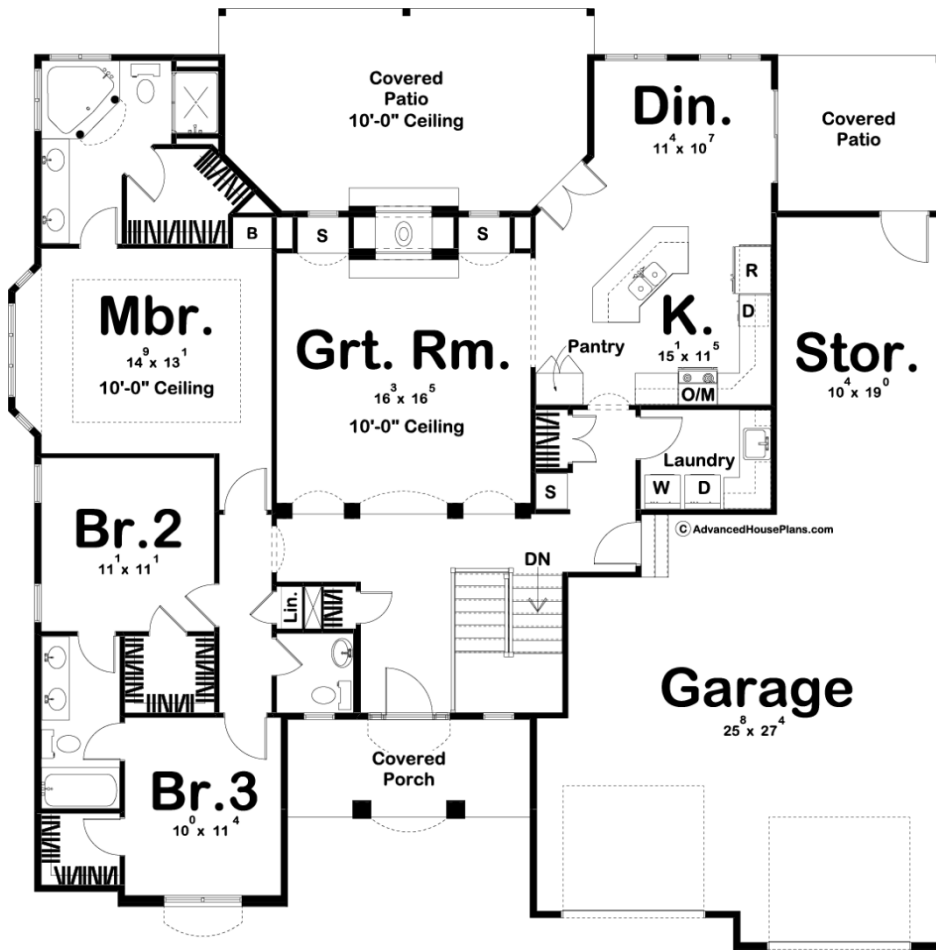 Covered
Patio
10'-0" Ceiling
Din.
11⁴ x 10⁷
Covered
Patio
B
S
S
R
D
Mbr.
14⁹ x 13¹
10'-0" Ceiling
Grt. Rm.
16³ x 16⁵
10'-0" Ceiling
Pantry
K.
15¹ x 11⁵
O/M
Stor.
10⁴ x 19⁰
Laundry
W
D
S
Br.2
11¹ x 11¹
© AdvancedHousePlans.com
DN
Lin.
Garage
25⁸ x 27⁴
Covered
Porch
Br.3
10⁰ x 11⁴